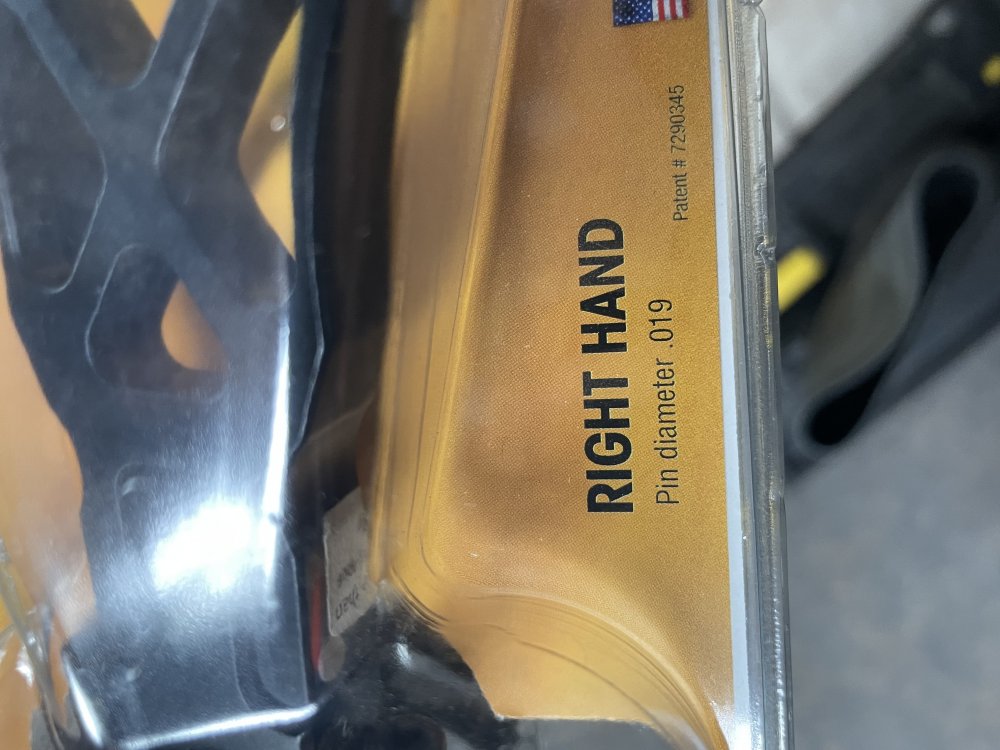 RIGHT HAND
Pin diameter .019
Patent # 7290345